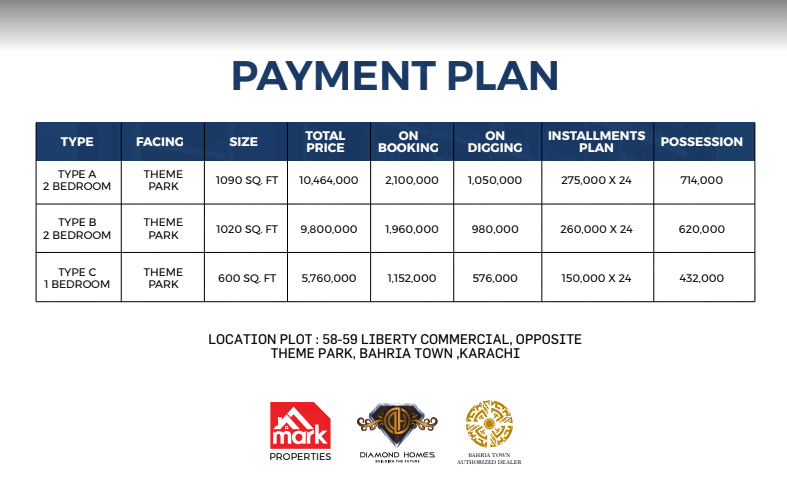 PAYMENT PLAN
TYPE FACING SIZE TOTAL PRICE ON BOOKING ON DIGGING INSTALLMENTS PLAN POSSESSION
TYPE A 2 BEDROOM THEME PARK 1090 SQ. FT 10,464,000 2,100,000 1,050,000 275,000 X 24 714,000
TYPE B 2 BEDROOM THEME PARK 1020 SQ. FT 9,800,000 1,960,000 980,000 260,000 X 24 620,000
TYPE C 1 BEDROOM THEME PARK 600 SQ. FT 5,760,000 1,152,000 576,000 150,000 X 24 432,000
LOCATION PLOT : 58-59 LIBERTY COMMERCIAL, OPPOSITE
THEME PARK, BAHRIA TOWN ,KARACHI
mark
PROPERTIES
DIAMOND HOMES
BUILDING THE FUTURE
BAHRIA TOWN
AUTHORIZED DEALER